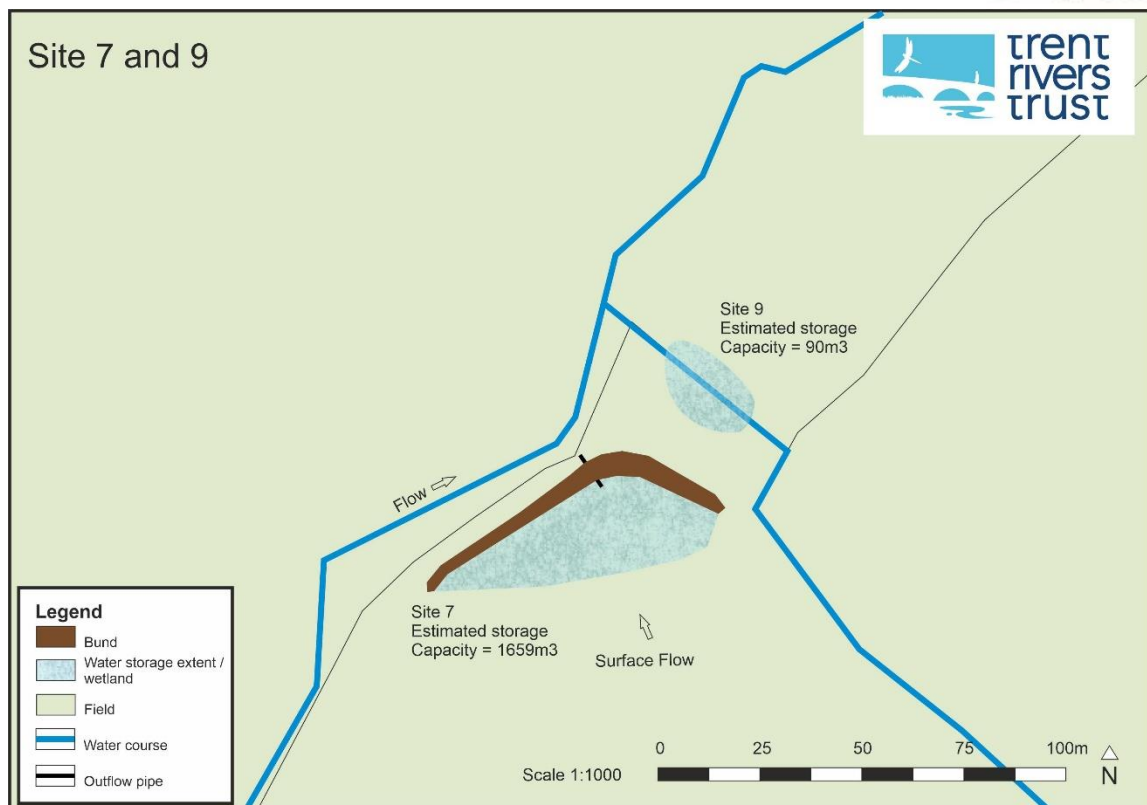 Site 7 and 9
trent
rivers
trust
Site 9
Estimated storage
Capacity = 90m3
Flow
Site 7
Estimated storage
Capacity = 1659m3
Surface Flow
Legend
Bund
Water storage extent /
wetland
Field
Water course
Outflow pipe
0 25 50 75 100m
Scale 1:1000
N